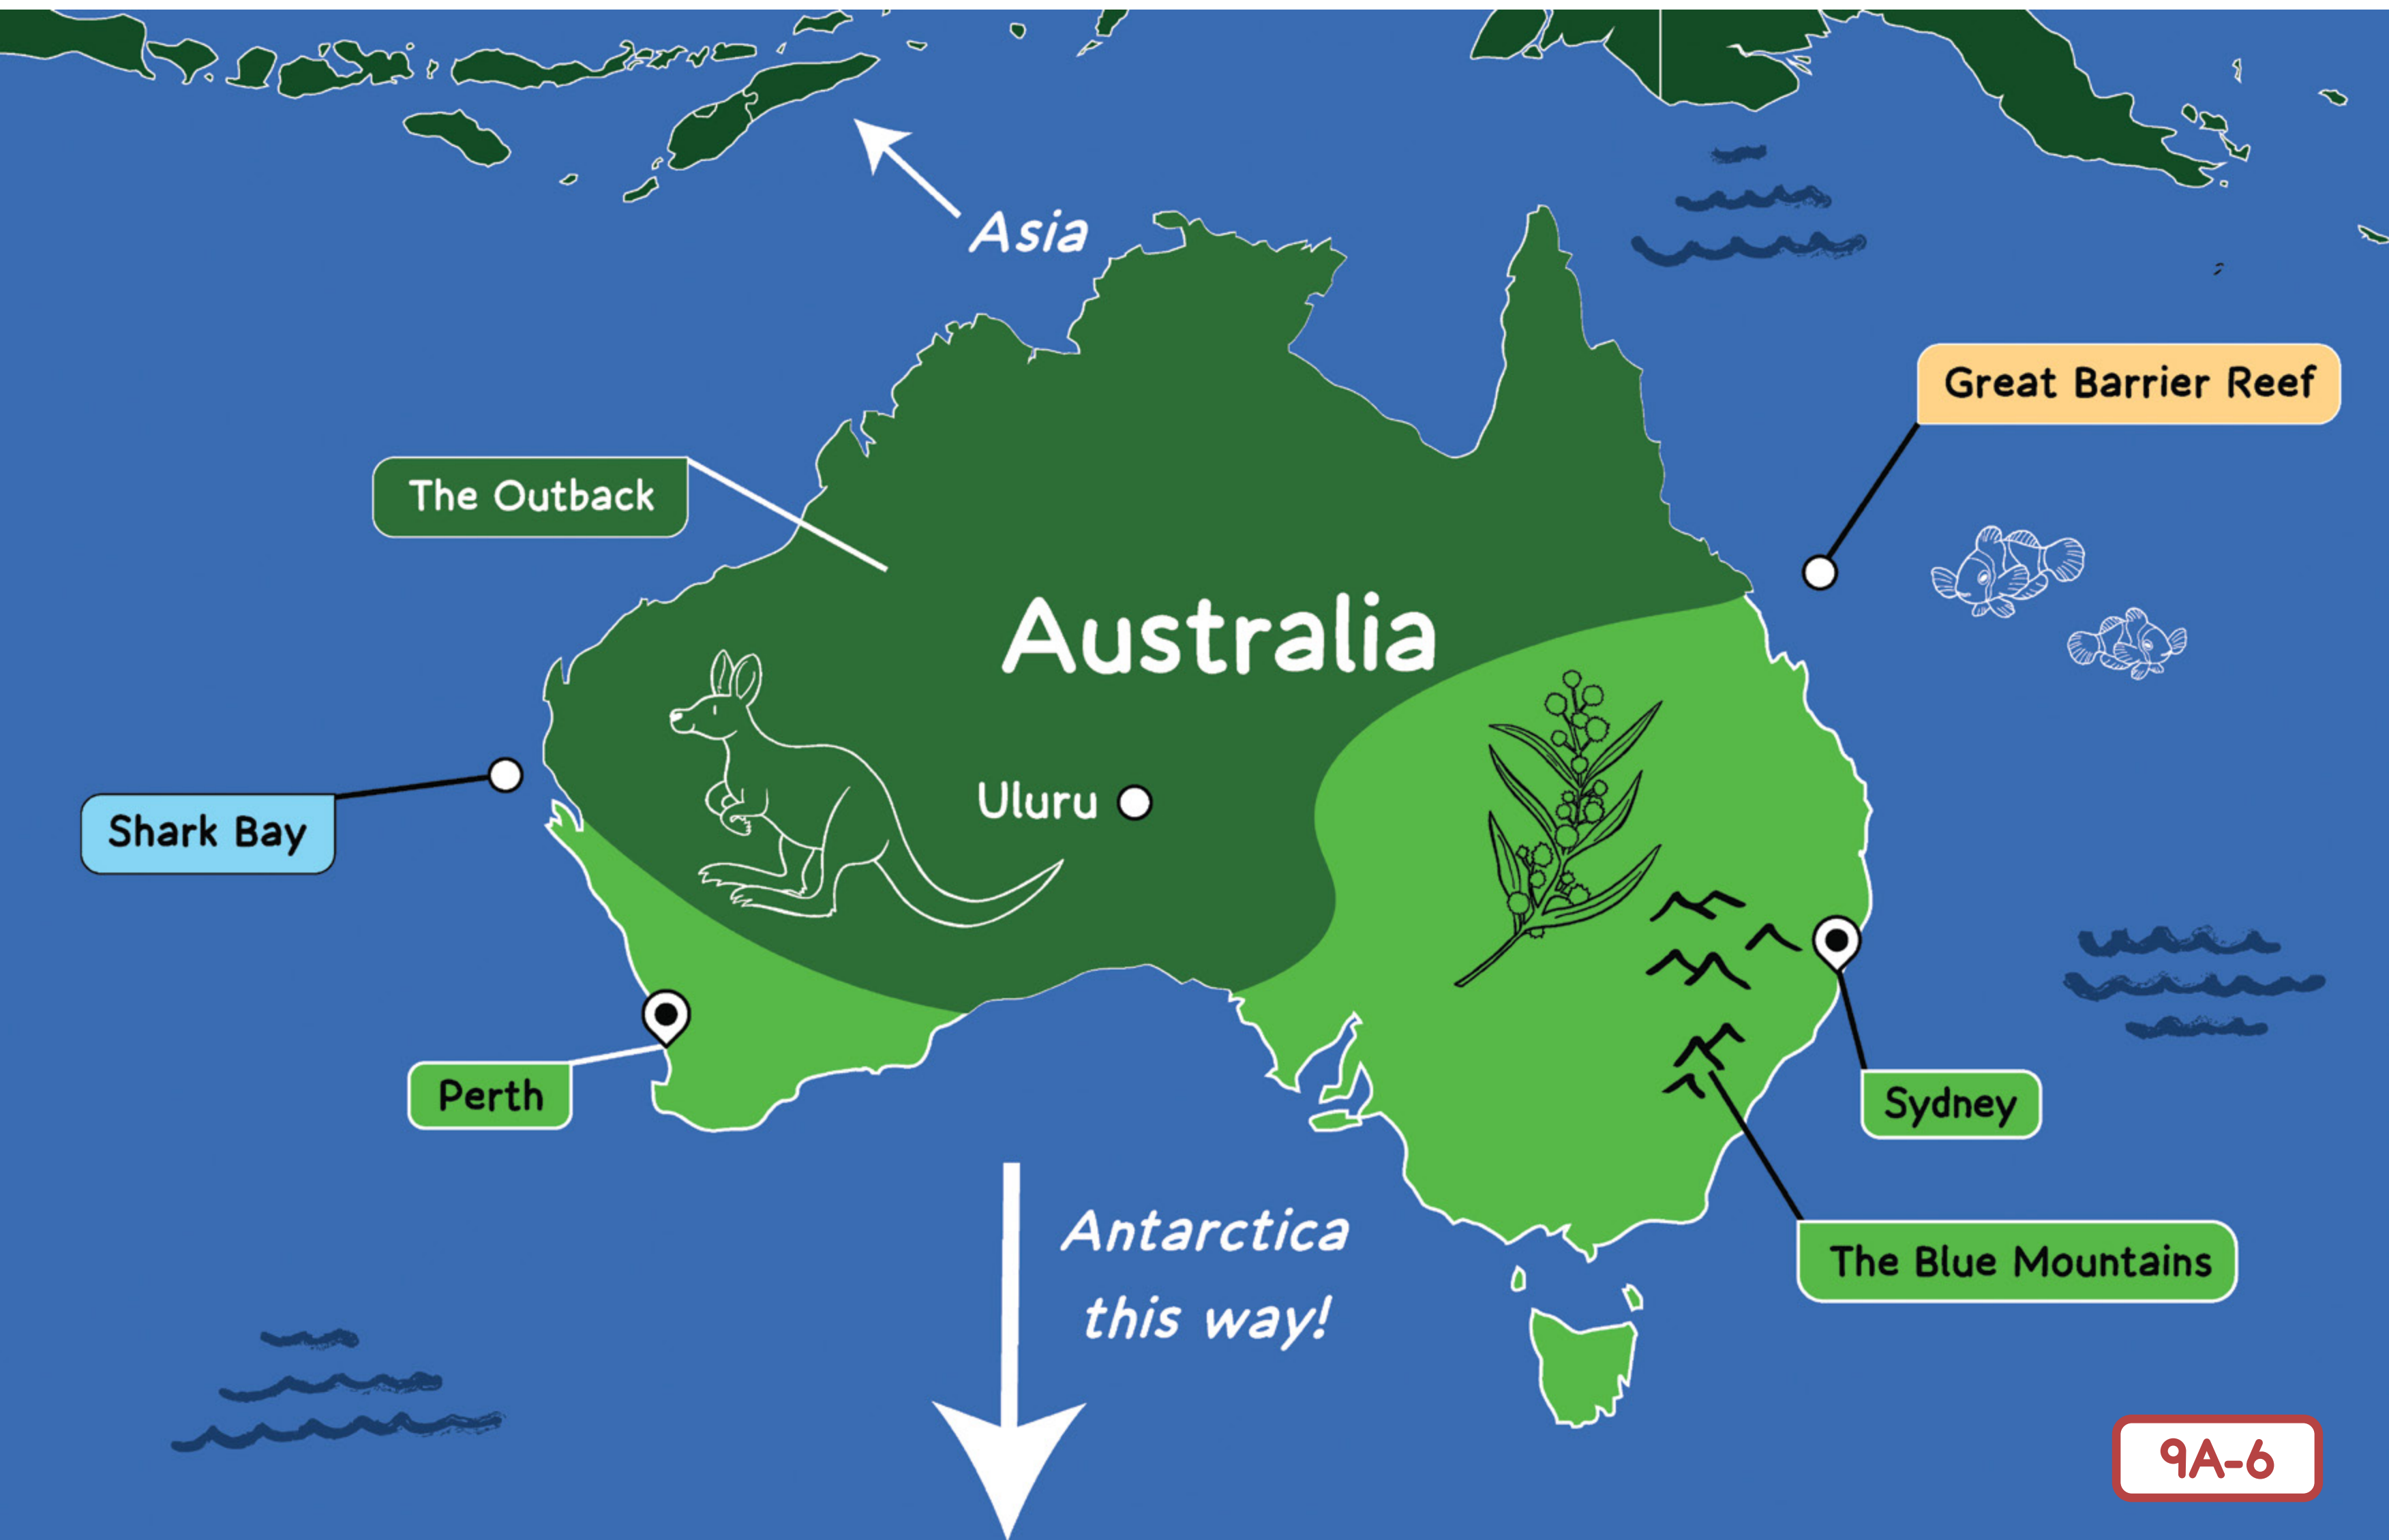 Asia
Great Barrier Reef
The Outback
Australia
Uluru
Shark Bay
Perth
Sydney
Antarctica
this way!
The Blue Mountains
9A-6